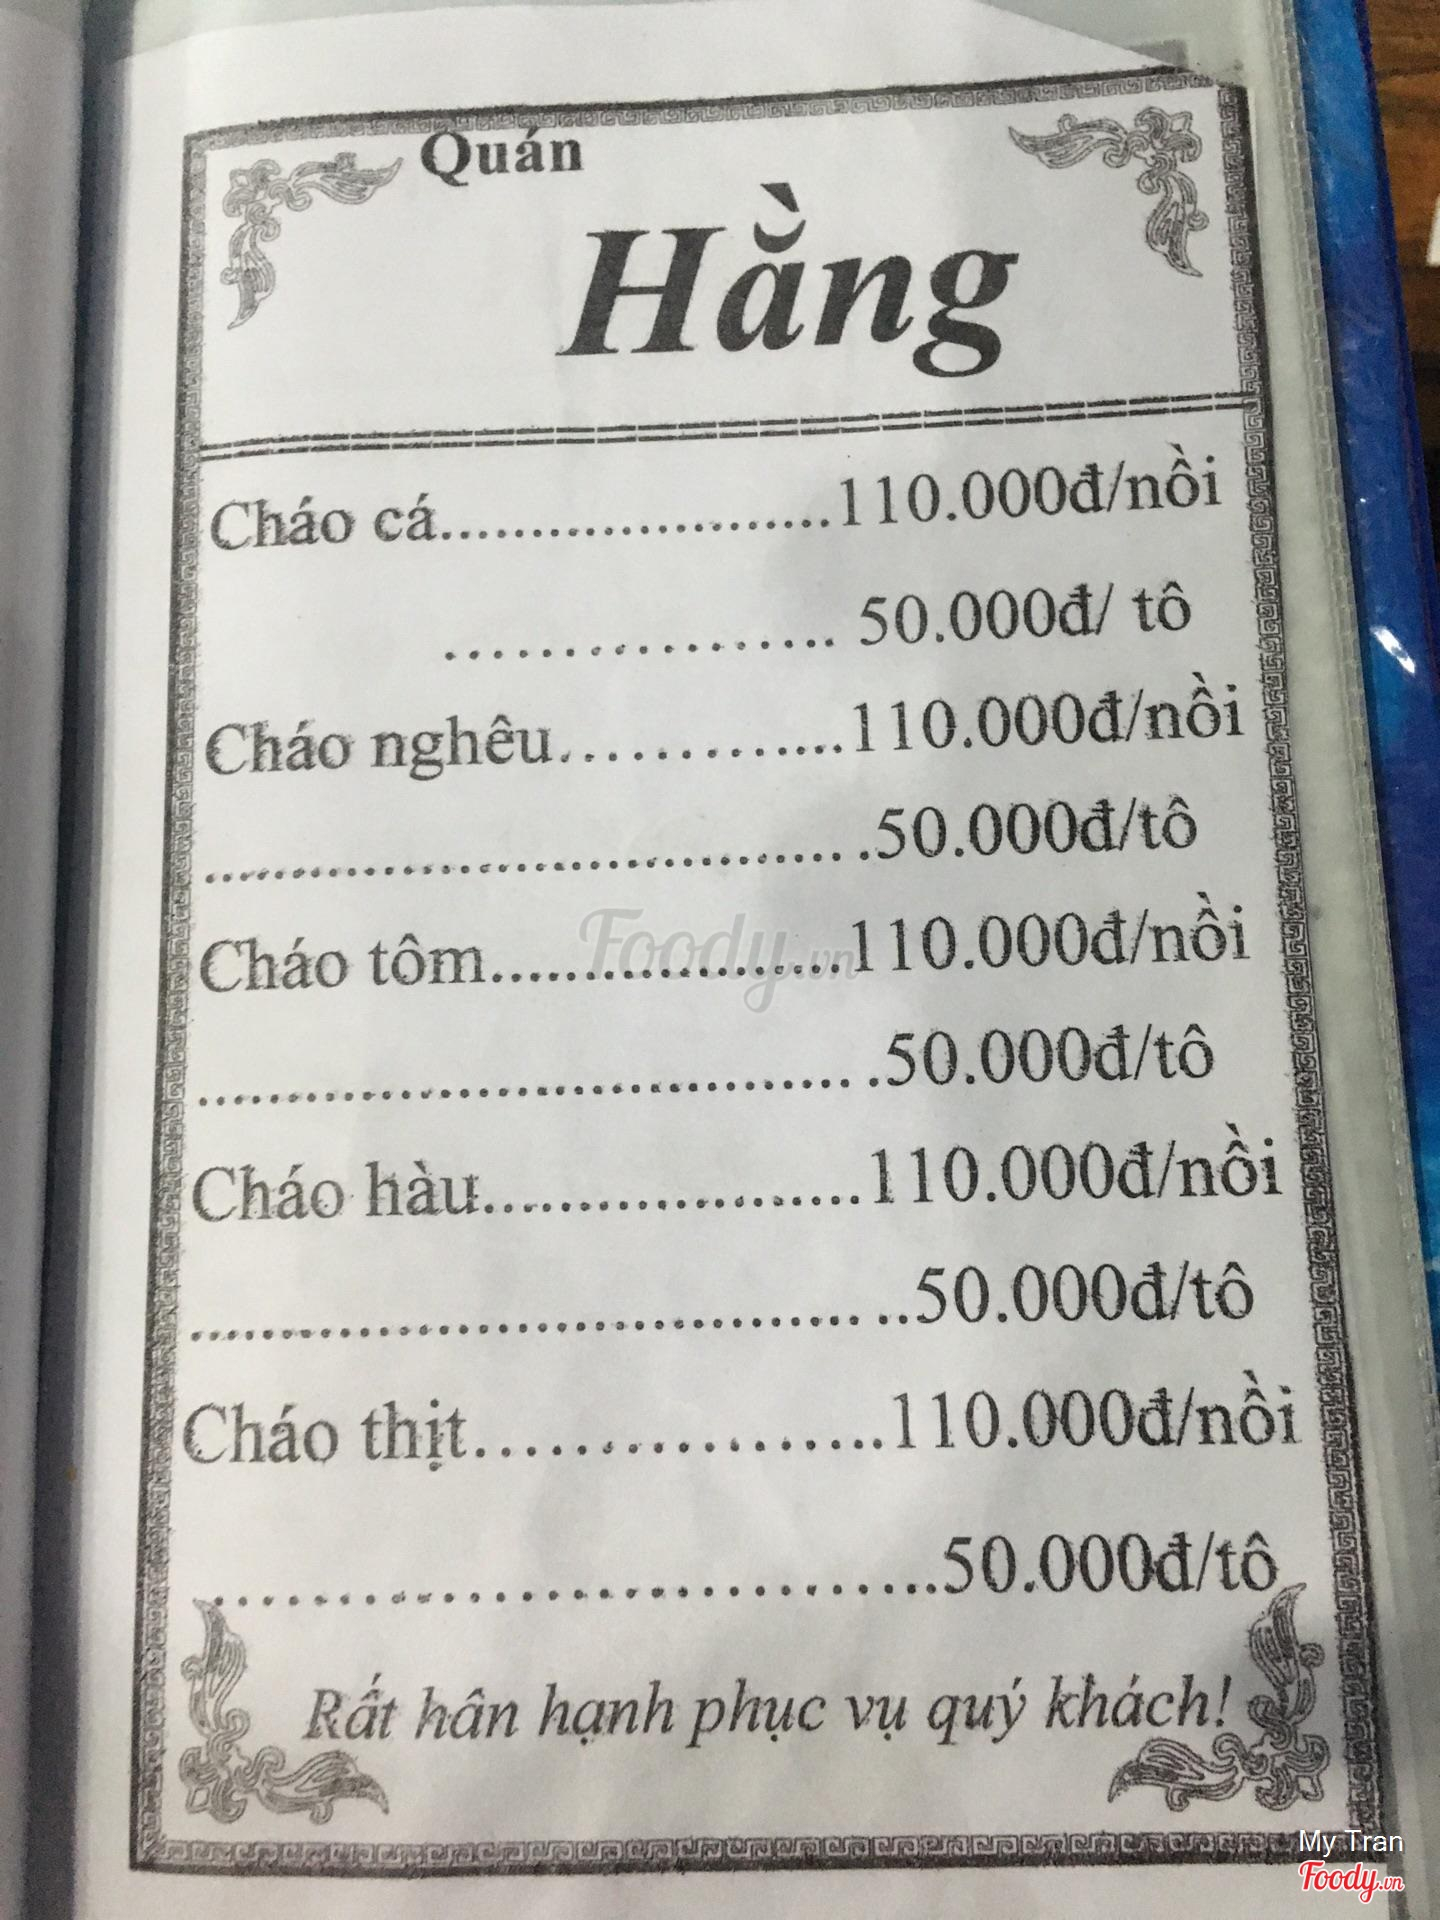 Quán
Hằng
Cháo cá......................110.000đ/nồi
................. 50.000đ/ tô
Cháo nghêu..............110.000đ/nồi
.................................. .50.000đ/tô
Cháo tôm...................110.000đ/nồi
.................................. .50.000đ/tô
Cháo hàu....................110.000đ/nồi
................................... ..50.000đ/tô
Cháo thịt...................110.000đ/nồi
..............................50.000đ/tô
Rất hân hạnh phục vụ quý khách!
Foody.vn
My Tran
Foody.vn